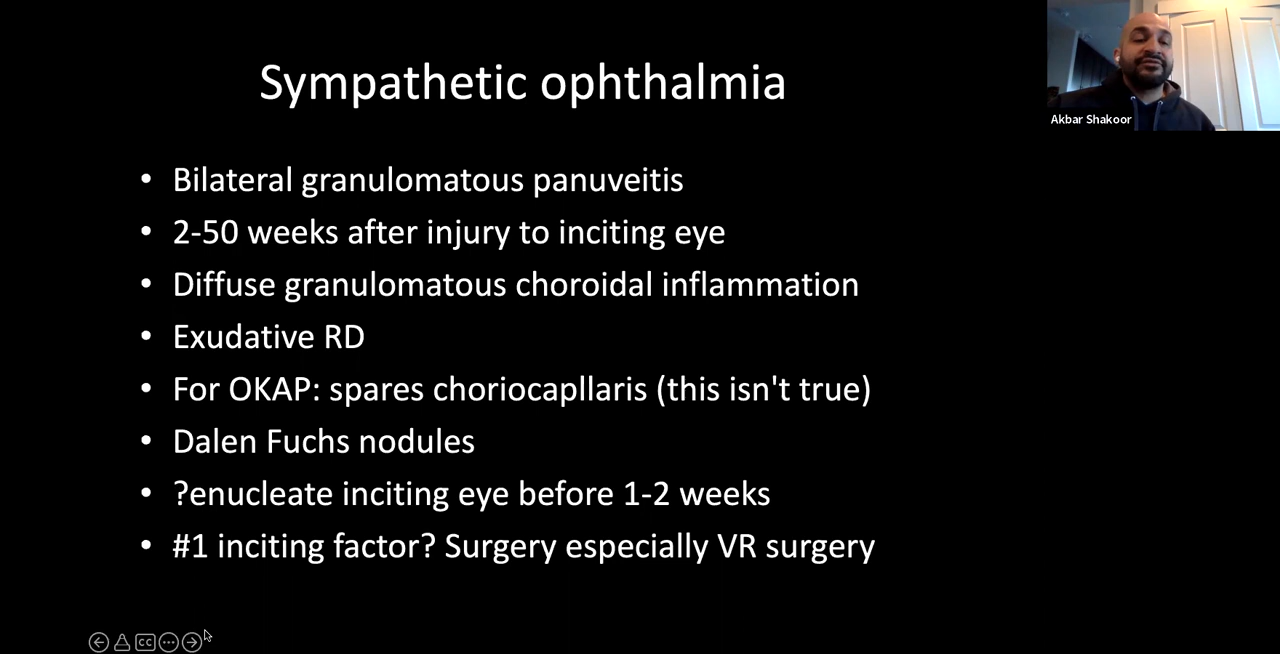 Sympathetic ophthalmia
Akbar Shakoor
• Bilateral granulomatous panuveitis
• 2-50 weeks after injury to inciting eye
• Diffuse granulomatous choroidal inflammation
• Exudative RD
• For OKAP: spares choriocapllaris (this isn't true)
• Dalen Fuchs nodules
• ?enucleate inciting eye before 1-2 weeks
• #1 inciting factor? Surgery especially VR surgery
CC